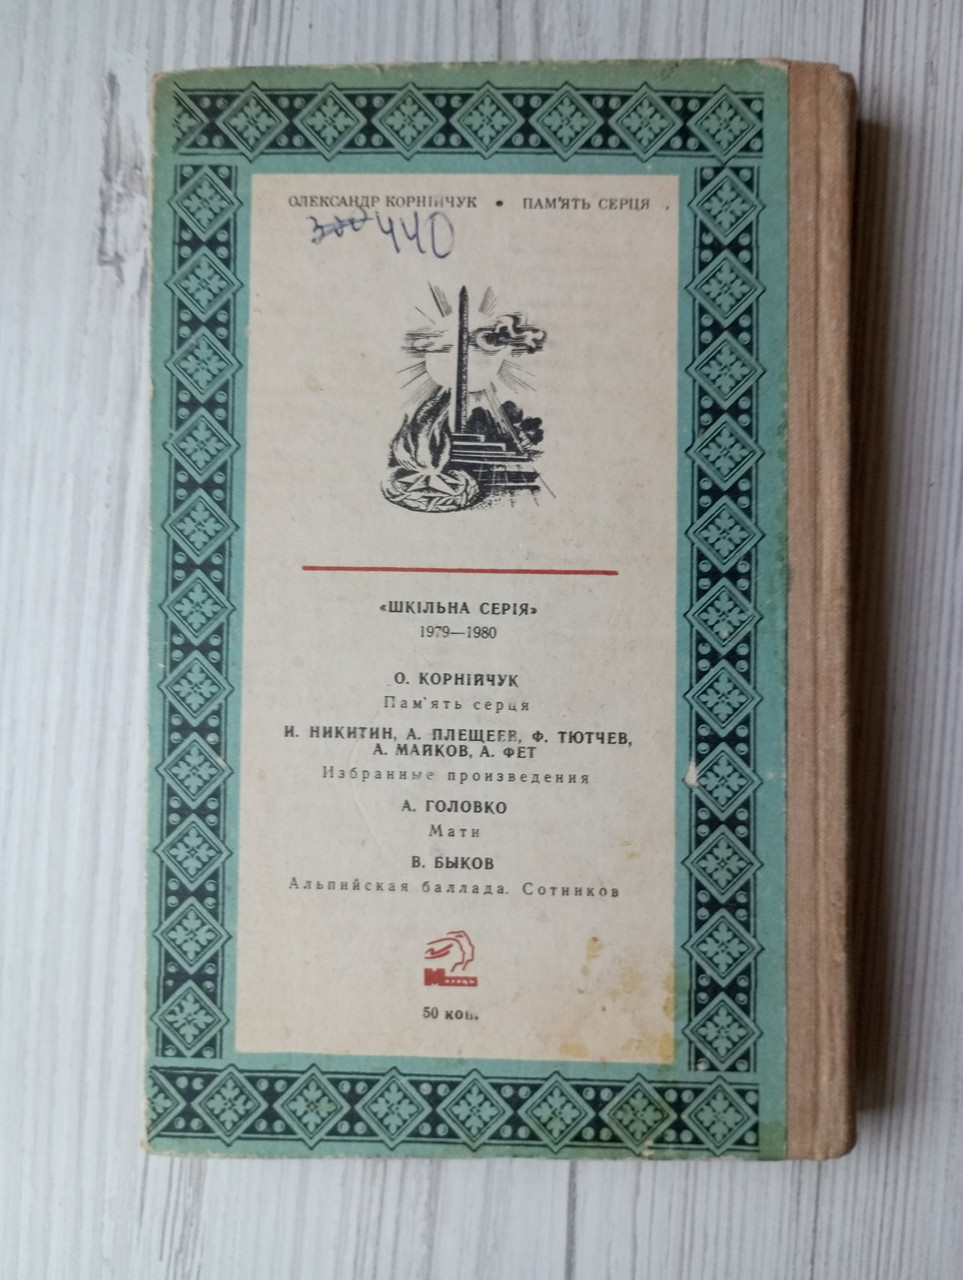 ОЛЕКСАНДР КОРНІЙЧУК • ПАМ'ЯТЬ СЕРЦЯ
440
«ШКІЛЬНА СЕРІЯ»
1979—1980
О. КОРНІЙЧУК
Пам'ять серця
И. НИКИТИН, А. ПЛЕЩЕЕВ, Ф. ТЮТЧЕВ,
А. МАЙКОВ, А. ФЕТ
Избранные произведения
А. ГОЛОВКО
Мати
В. БЫКОВ
Альпийская баллада. Сотников
Молодь
50 коп.